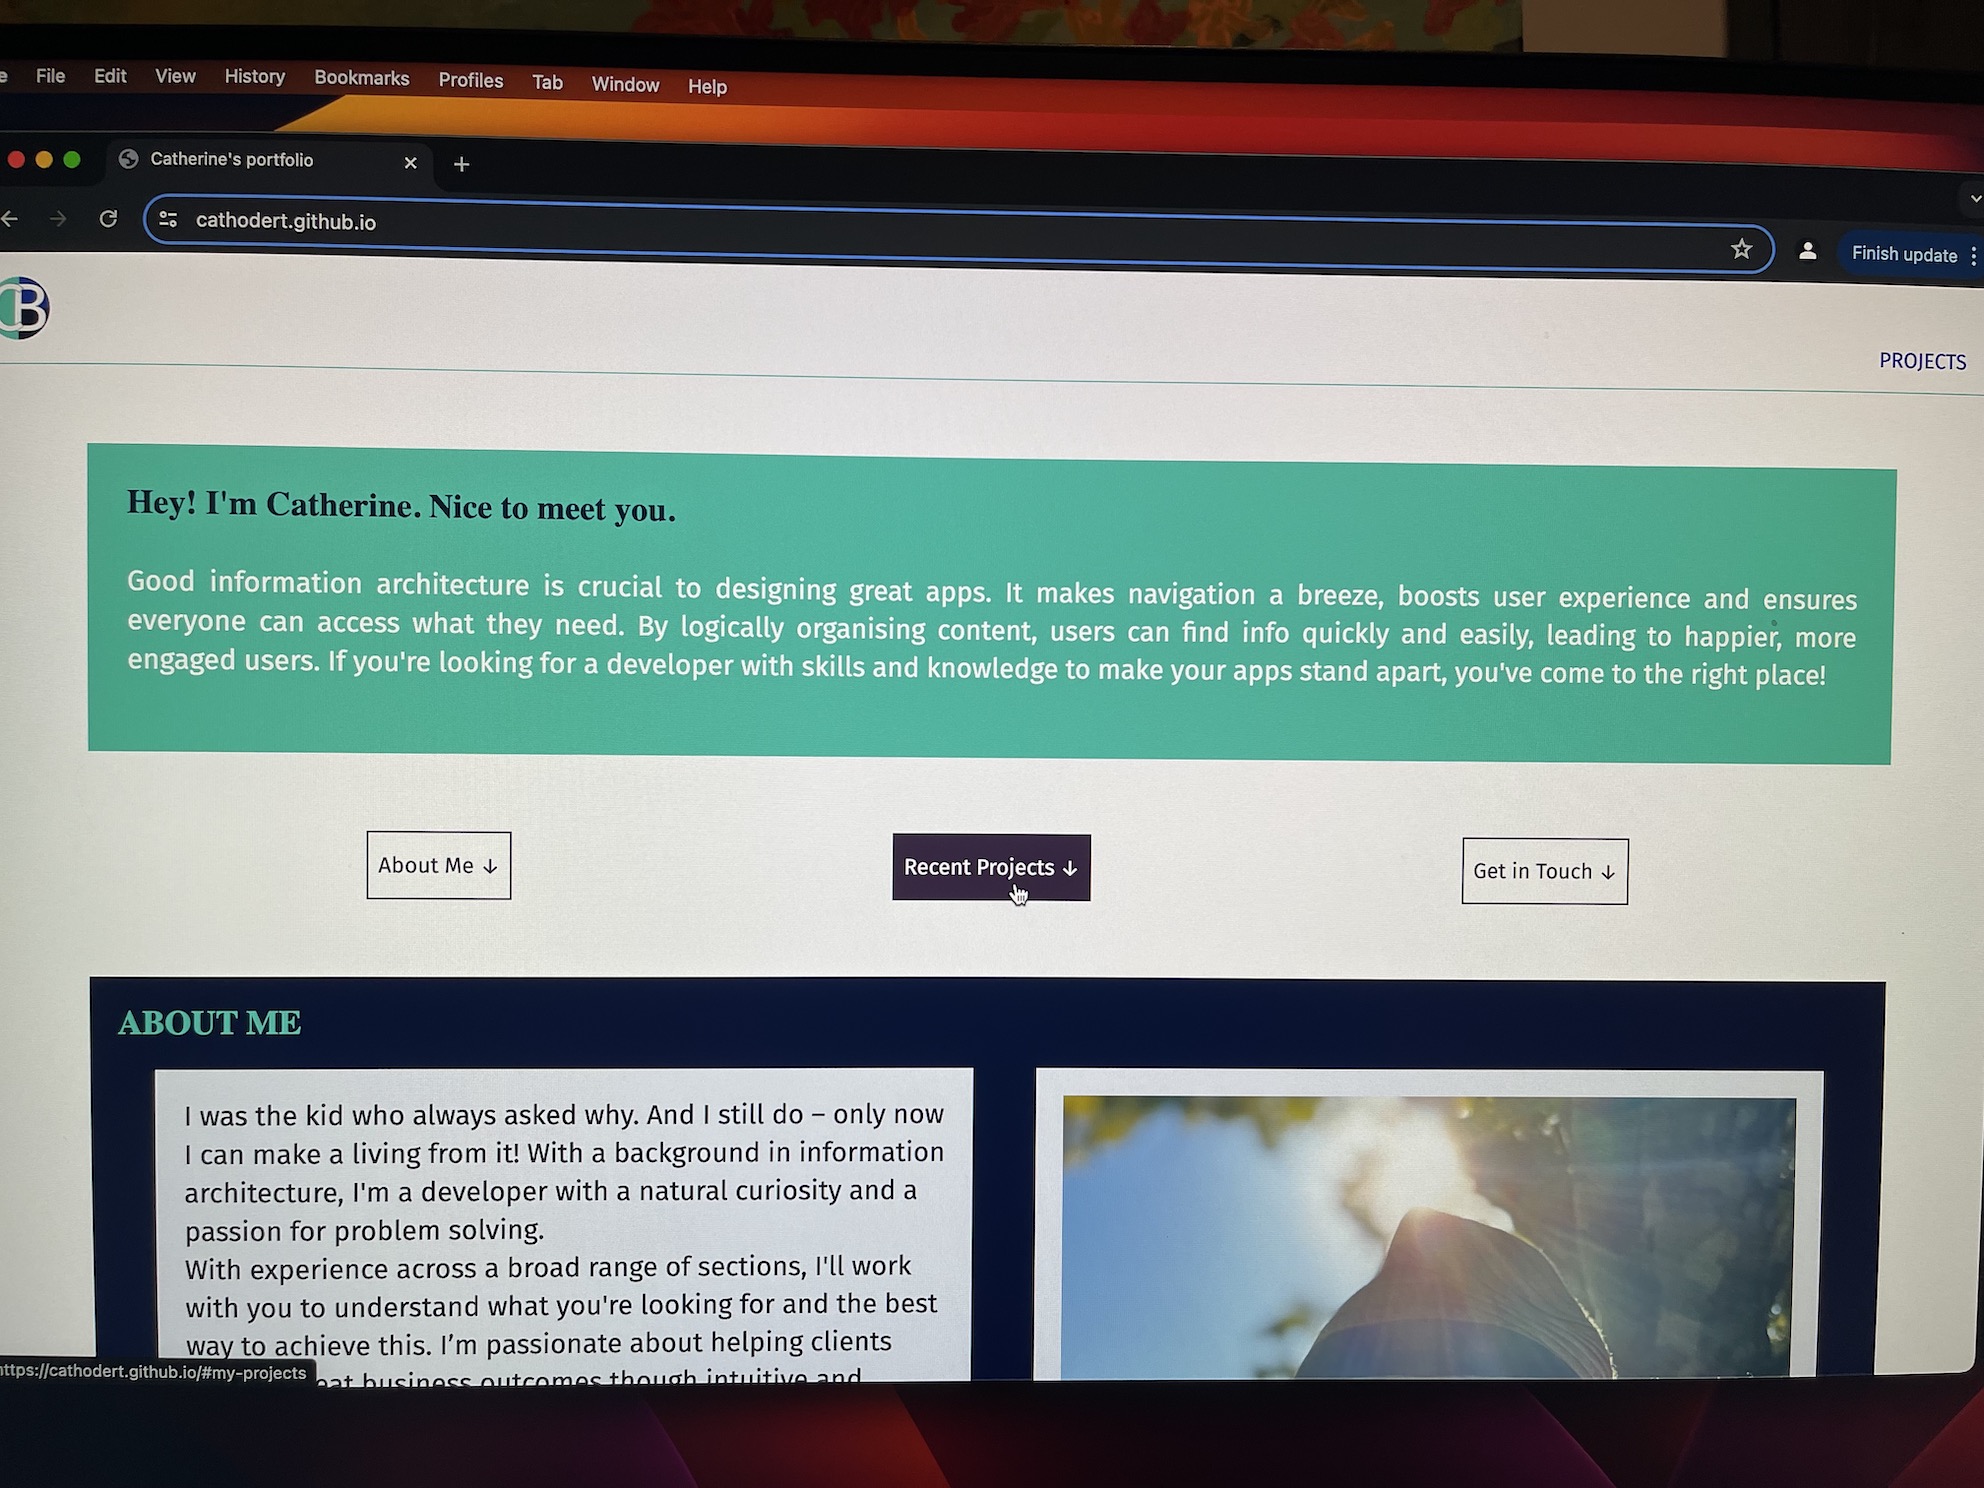 File Edit View History Bookmarks Profiles Tab Window Help
Catherine's portfolio
cathodert.github.io
Finish update
CB
PROJECTS
Hey! I'm Catherine. Nice to meet you.
Good information architecture is crucial to designing great apps. It makes navigation a breeze, boosts user experience and ensures
everyone can access what they need. By logically organising content, users can find info quickly and easily, leading to happier, more
engaged users. If you're looking for a developer with skills and knowledge to make your apps stand apart, you've come to the right place!
About Me ↓
Recent Projects ↓
Get in Touch ↓
ABOUT ME
I was the kid who always asked why. And I still do – only now
I can make a living from it! With a background in information
architecture, I'm a developer with a natural curiosity and a
passion for problem solving.
With experience across a broad range of sections, I'll work
with you to understand what you're looking for and the best
way to achieve this. I’m passionate about helping clients
business outcomes though intuitive and
ttps://cathodert.github.io/#my-projects